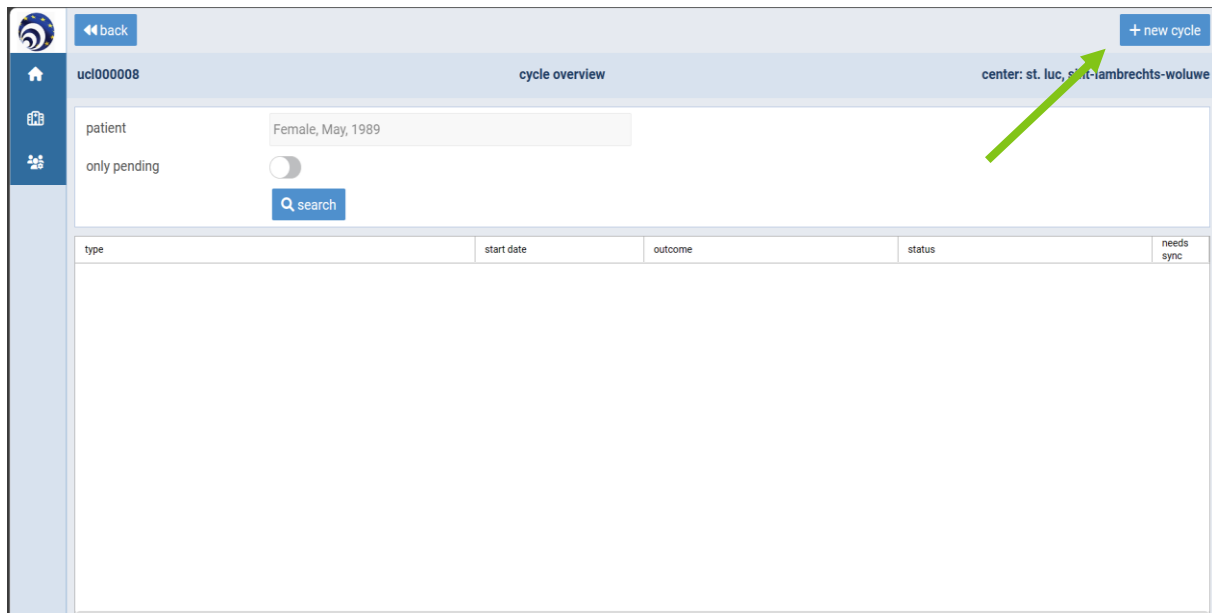 back
+ new cycle
ucl000008 cycle overview center: st. luc, sint-lambrechts-woluwe
patient Female, May, 1989
only pending
search
type start date outcome status needs sync